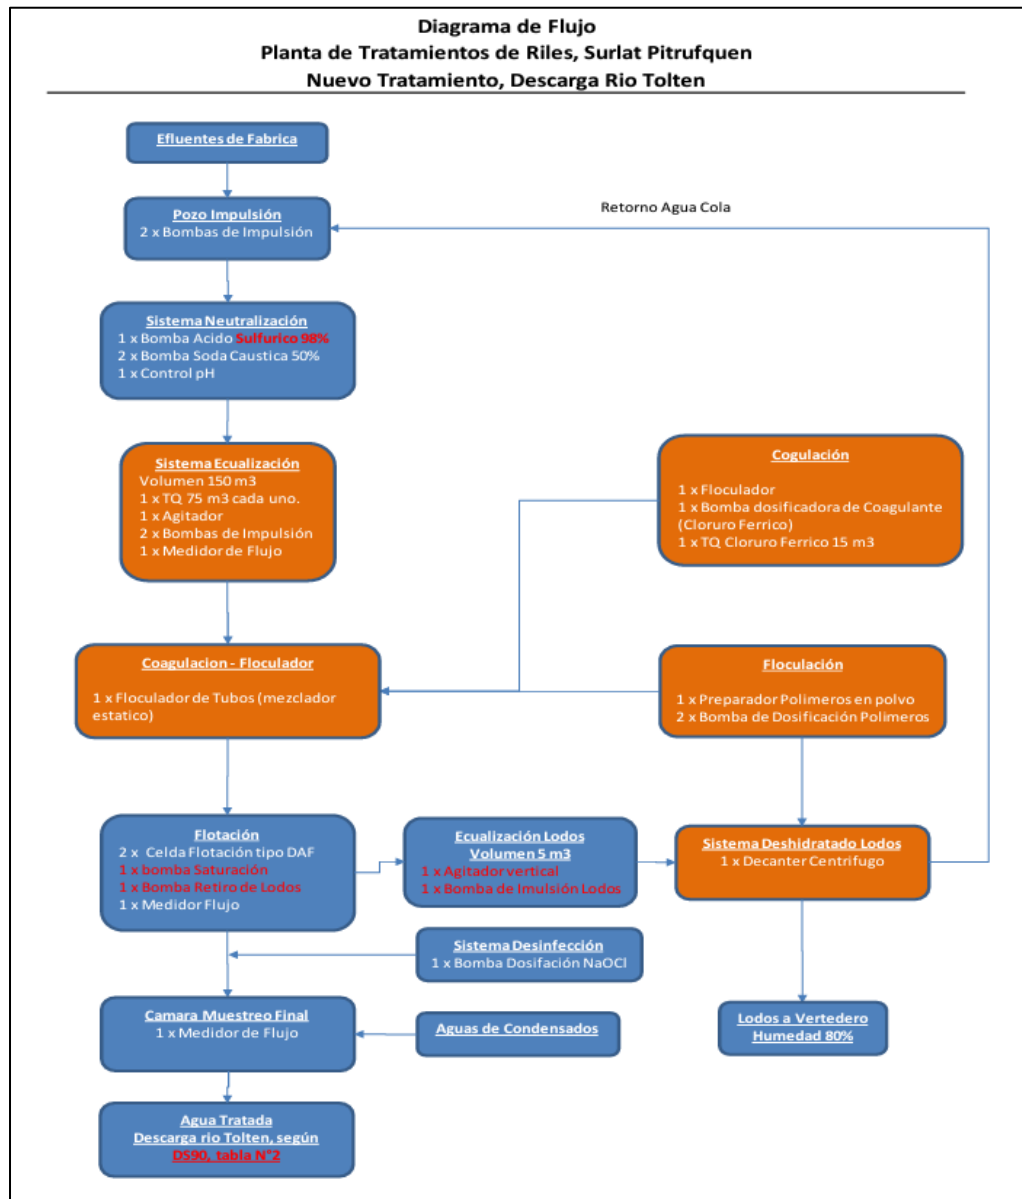 Diagrama de Flujo
Planta de Tratamientos de Riles, Surlat Pitrufquen
Nuevo Tratamiento, Descarga Rio Tolten
Efluentes de Fabrica
Pozo Impulsión
2 x Bombas de Impulsión
Retorno Agua Cola
Sistema Neutralización
1 x Bomba Acido Sulfurico 98%
2 x Bomba Soda Caustica 50%
1 x Control pH
Sistema Ecualización
Volumen 150 m3
1 x TQ 75 m3 cada uno.
1 x Agitador
2 x Bombas de Impulsión
1 x Medidor de Flujo
Cogulación
1 x Floculador
1 x Bomba dosificadora de Coagulante
(Cloruro Ferrico)
1 x TQ Cloruro Ferrico 15 m3
Coagulacion - Floculador
1 x Floculador de Tubos (mezclador
estatico)
Floculación
1 x Preparador Polimeros en polvo
2 x Bomba de Dosificación Polimeros
Flotación
2 x  Celda Flotación tipo DAF
1 x bomba Saturación
1 x Bomba Retiro de Lodos
1 x Medidor Flujo
Ecualización Lodos
Volumen 5 m3
1 x Agitador vertical
1 x Bomba de Imulsión Lodos
Sistema Deshidratado Lodos
1 x Decanter Centrifugo
Sistema Desinfección
1 x Bomba Dosifación NaOCl
Camara Muestreo Final
1 x Medidor de Flujo
Aguas de Condensados
Lodos a Vertedero
Humedad 80%
Agua Tratada
Descarga rio Tolten, según
DS90, tabla N°2